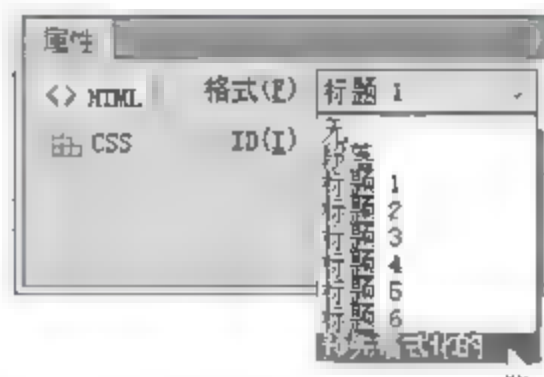 属性
<> HTML
格式(F)
标题 1
CSS
ID(I)
无
段落
标题 1
标题 2
标题 3
标题 4
标题 5
标题 6
预先格式化的